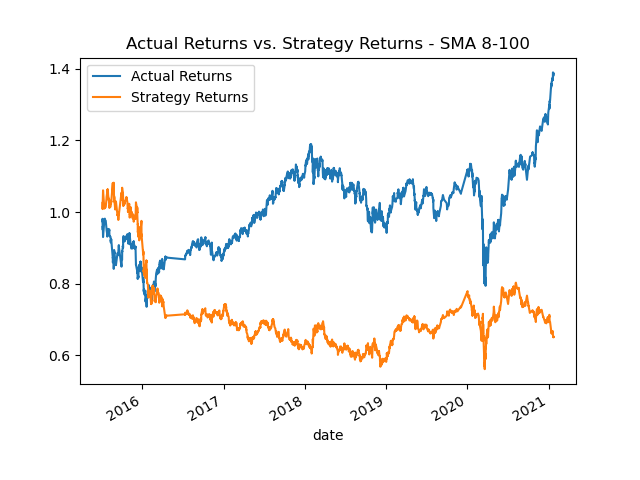 Actual Returns vs. Strategy Returns - SMA 8-100
Actual Returns
Strategy Returns
1.4
1.2
1.0
0.8
0.6
2016 2017 2018 2019 2020 2021
date